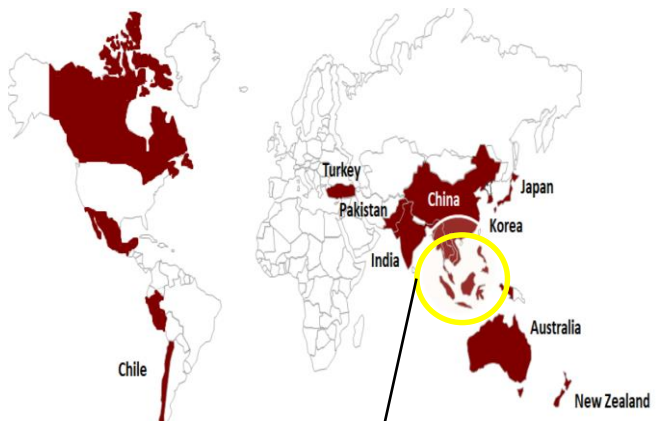 Turkey
China
Japan
Pakistan
Korea
India
Australia
Chile
New Zealand